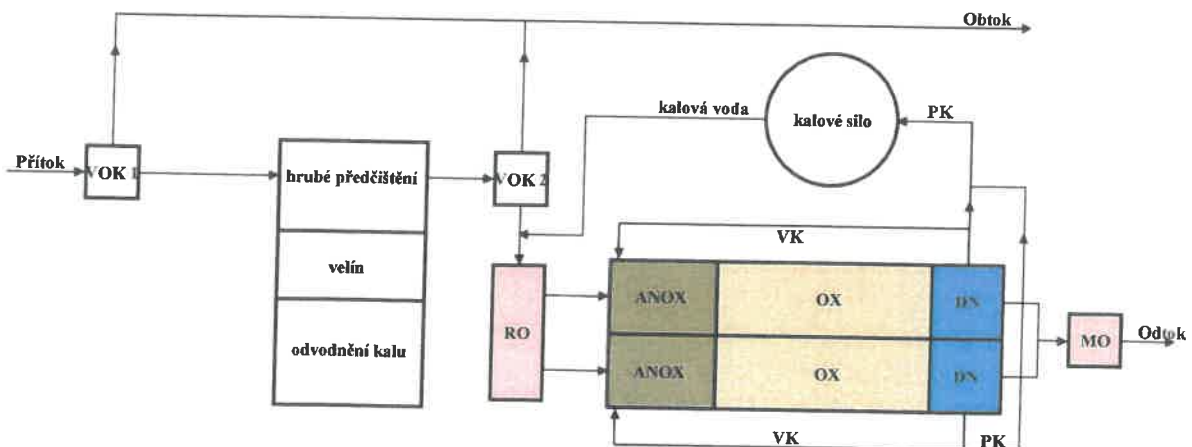 Obtok
kalová voda
kalové silo
PK
Přítok
VOK 1
hrubé předčištění
VOK 2
VK
velín
ANOX
OX
DN
RO
odvodnění kalu
MO
Odtok
ANOX
OX
DN
VK
PK